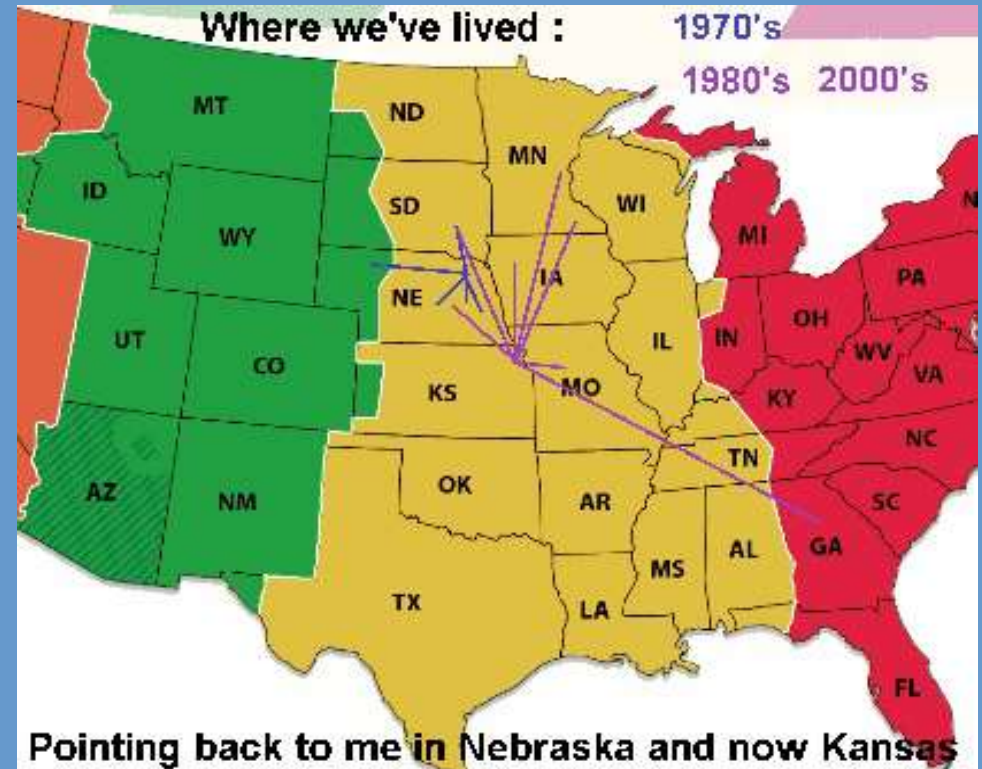 Where we've lived : 1970's
1980's 2000's
MT
ND
MN
ID
SD
WI
WY
MI
N
PA
NE
IA
UT
CO
IL
IN
OH
WV
VA
KS
MO
KY
NC
TN
AZ
NM
OK
AR
SC
MS
AL
GA
TX
LA
FL
Pointing back to me in Nebraska and now Kansas